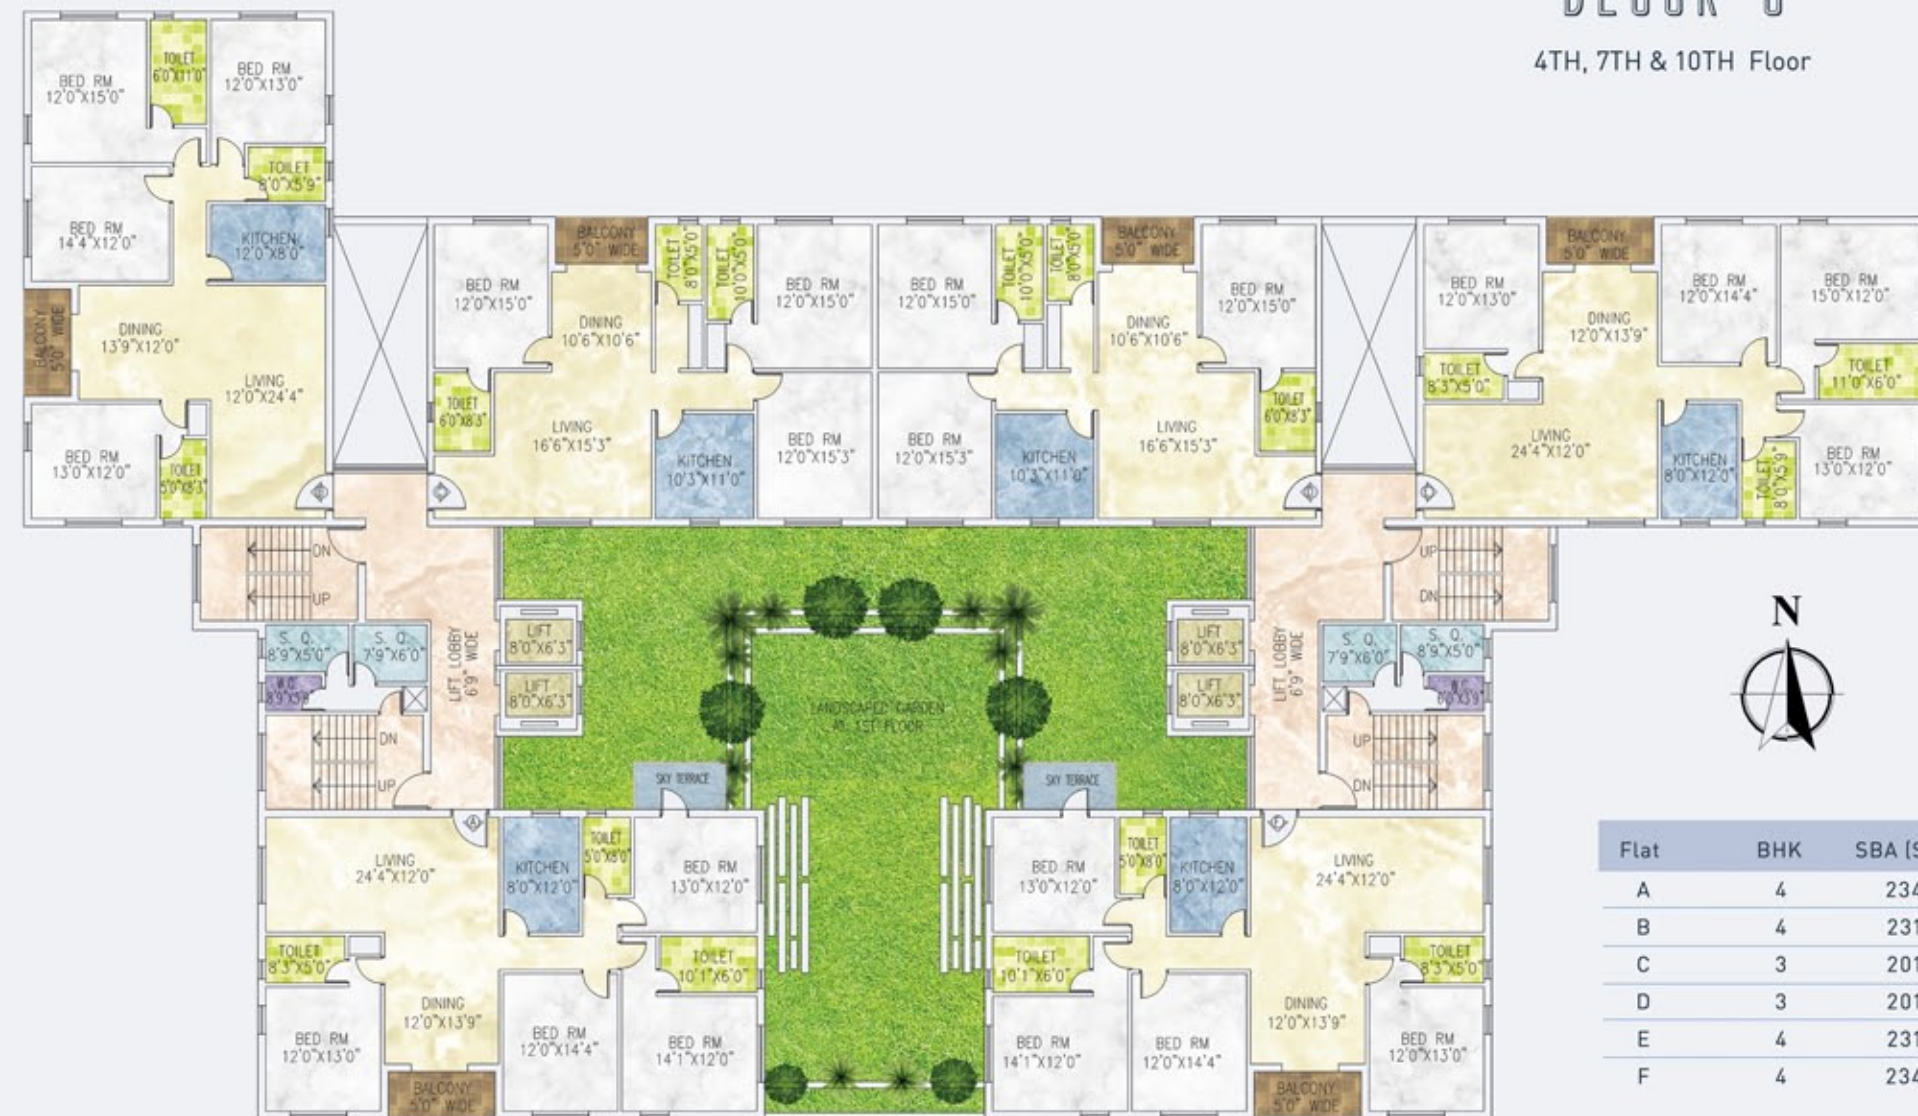 4TH, 7TH & 10TH Floor
BED RM
12'0"X15'0"
TOILET
6'0"X11'0"
BED RM
12'0"X13'0"
TOILET
8'0"X5'9"
BED RM
14'4"X12'0"
KITCHEN
12'0"X8'0"
BALCONY
5'0" WIDE
DINING
13'9"X12'0"
LIVING
12'0"X24'4"
BED RM
13'0"X12'0"
TOILET
5'0"X8'3"
BED RM
12'0"X15'0"
BALCONY
5'0" WIDE
TOILET
8'0"X5'0"
TOILET
10'0"X5'0"
BED RM
12'0"X15'0"
DINING
10'6"X10'6"
TOILET
6'0"X8'3"
LIVING
16'6"X15'3"
KITCHEN
10'3"X11'0"
BED RM
12'0"X15'3"
BED RM
12'0"X15'0"
TOILET
10'0"X5'0"
TOILET
8'0"X5'0"
BALCONY
5'0" WIDE
BED RM
12'0"X15'0"
DINING
10'6"X10'6"
BED RM
12'0"X15'3"
KITCHEN
10'3"X11'0"
LIVING
16'6"X15'3"
TOILET
6'0"X8'3"
BED RM
12'0"X13'0"
BALCONY
5'0" WIDE
BED RM
12'0"X14'4"
BED RM
15'0"X12'0"
DINING
12'0"X13'9"
TOILET
8'3"X5'0"
TOILET
11'0"X6'0"
LIVING
24'4"X12'0"
KITCHEN
8'0"X12'0"
TOILET
8'0"X5'9"
BED RM
13'0"X12'0"
DN
UP
S. Q.
8'9"X5'0"
S. Q.
7'9"X6'0"
W.C.
LIFT LOBBY
6'9" WIDE
LIFT
8'0"X6'3"
LIFT
8'0"X6'3"
DN
UP
LANDSCAPED GARDEN
AT 1ST FLOOR
SKY TERRACE
SKY TERRACE
UP
DN
LIFT
8'0"X6'3"
LIFT
8'0"X6'3"
LIFT LOBBY
6'9" WIDE
S. Q.
7'9"X6'0"
S. Q.
8'9"X5'0"
W.C.
UP
DN
N
A
LIVING
24'4"X12'0"
KITCHEN
8'0"X12'0"
TOILET
5'0"X8'0"
BED RM
13'0"X12'0"
TOILET
8'3"X5'0"
TOILET
10'1"X6'0"
BED RM
12'0"X13'0"
DINING
12'0"X13'9"
BED RM
12'0"X14'4"
BED RM
14'1"X12'0"
BALCONY
5'0" WIDE
BED RM
13'0"X12'0"
TOILET
5'0"X8'0"
KITCHEN
8'0"X12'0"
F
LIVING
24'4"X12'0"
TOILET
10'1"X6'0"
TOILET
8'3"X5'0"
BED RM
14'1"X12'0"
BED RM
12'0"X14'4"
DINING
12'0"X13'9"
BED RM
12'0"X13'0"
BALCONY
5'0" WIDE
Flat BHK SBA (S
A 4 234
B 4 231
C 3 201
D 3 201
E 4 231
F 4 234